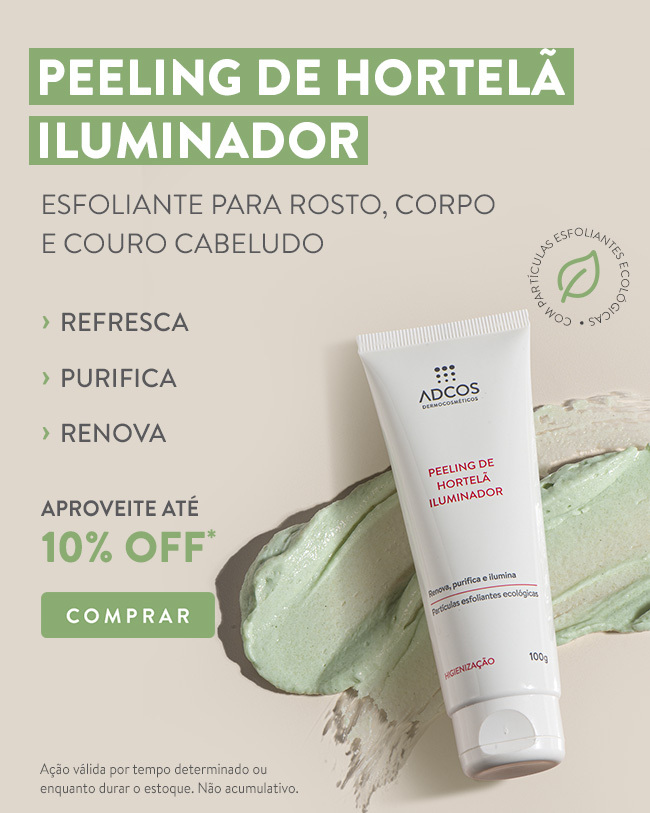 PEELING DE HORTELÃ
ILUMINADOR
ESFOLIANTE PARA ROSTO, CORPO
E COURO CABELUDO
COM PARTÍCULAS ESFOLIANTES ECOLÓGICAS •
› REFRESCA
› PURIFICA
› RENOVA
APROVEITE ATÉ
10% OFF*
COMPRAR
ADCOS
DERMOCOSMÉTICOS
PEELING DE
HORTELÃ
ILUMINADOR
Renova, purifica e ilumina
Partículas esfoliantes ecológicas
HIGIENIZAÇÃO
100g
Ação válida por tempo determinado ou
enquanto durar o estoque. Não acumulativo.